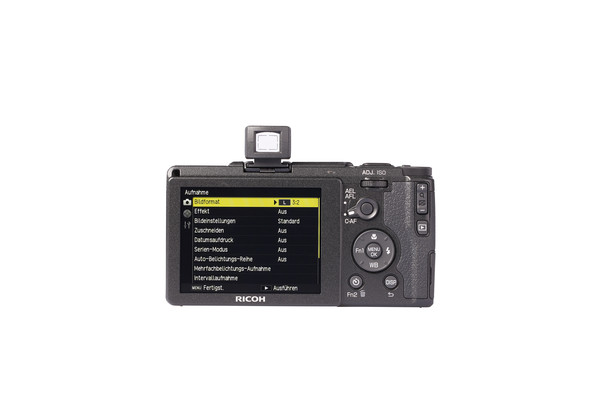 ADJ. ISO
Aufnahme
Bildformat L 3:2
Effekt Aus
Bildeinstellungen Standard
Zuschneiden Aus
Datumsaufdruck Aus
Serien-Modus Aus
Auto-Belichtungs-Reihe Aus
Mehrfachbelichtungs-Aufnahme
Intervallaufnahme
MENU Fertigst. Ausführen
RICOH
AEL
AFL
C-AF
+
-
Fn1 MENU
OK
WB
Fn2
DISP.